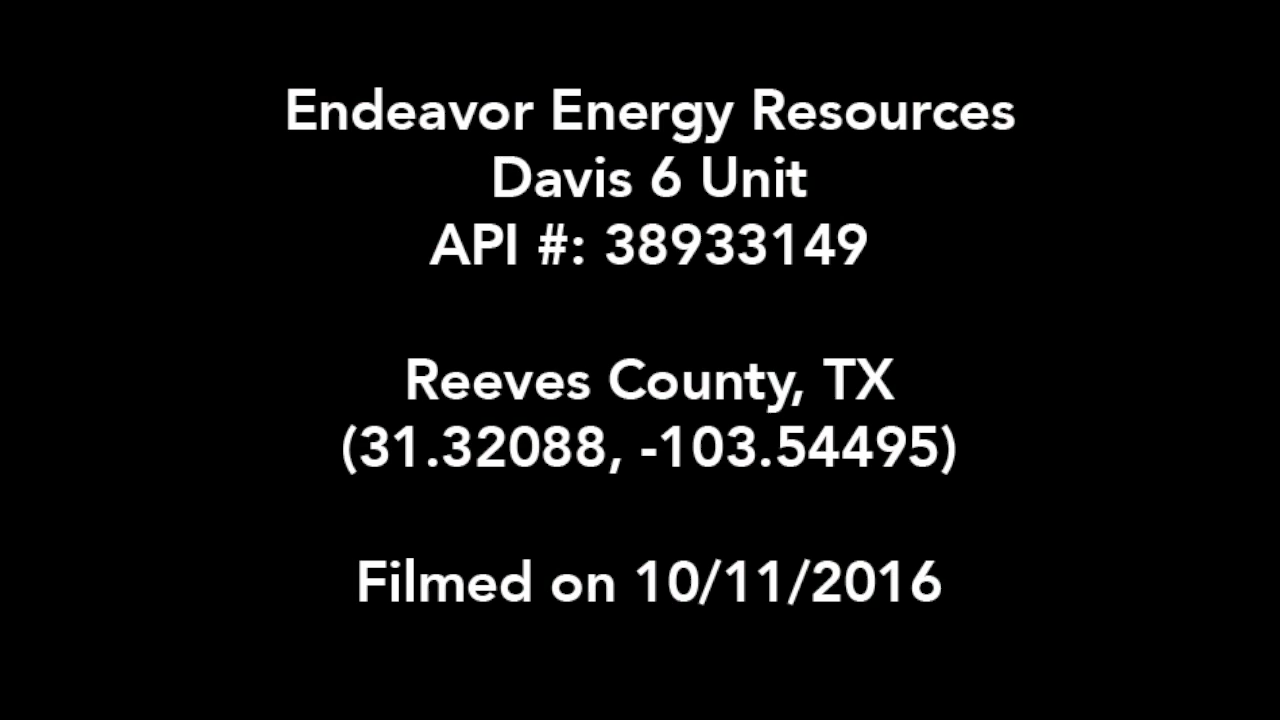 Endeavor Energy Resources
Davis 6 Unit
API #: 38933149
Reeves County, TX
(31.32088, -103.54495)
Filmed on 10/11/2016